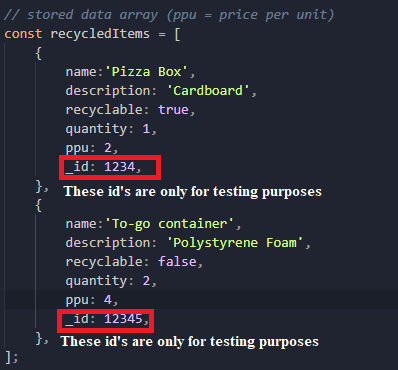 // stored data array (ppu = price per unit)
const recycledItems = [
{
name:'Pizza Box',
description: 'Cardboard',
recyclable: true,
quantity: 1,
ppu: 2,
_id: 1234,
}, These id's are only for testing purposes
{
name:'To-go container',
description: 'Polystyrene Foam',
recyclable: false,
quantity: 2,
ppu: 4,
_id: 12345,
}, These id's are only for testing purposes
];